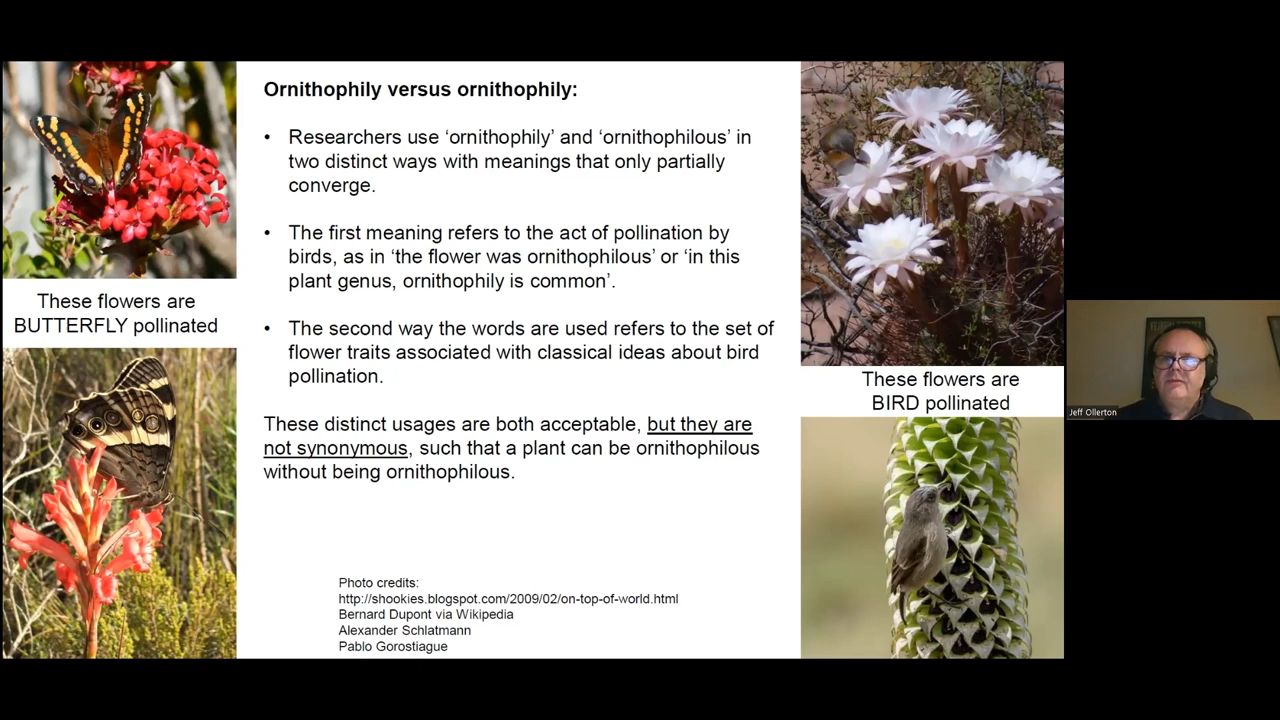 Ornithophily versus ornithophily:
• Researchers use ‘ornithophily’ and ‘ornithophilous’ in
two distinct ways with meanings that only partially
converge.
• The first meaning refers to the act of pollination by
birds, as in ‘the flower was ornithophilous’ or ‘in this
plant genus, ornithophily is common’.
• The second way the words are used refers to the set of
flower traits associated with classical ideas about bird
pollination.
These distinct usages are both acceptable, but they are
not synonymous, such that a plant can be ornithophilous
without being ornithophilous.
Photo credits:
http://shookies.blogspot.com/2009/02/on-top-of-world.html
Bernard Dupont via Wikipedia
Alexander Schlatmann
Pablo Gorostiague
These flowers are
BUTTERFLY pollinated
These flowers are
BIRD pollinated
Jeff Ollerton